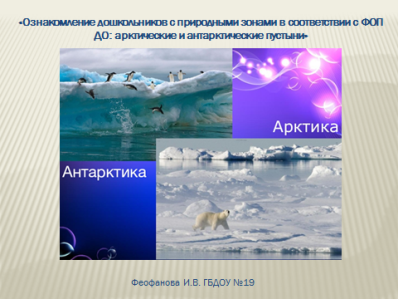 «Ознакомление дошкольников с природными зонами в соответствии с ФОП
ДО: арктические и антарктические пустыни»
Арктика
Антарктика
Феофанова И.В. ГБДОУ №19